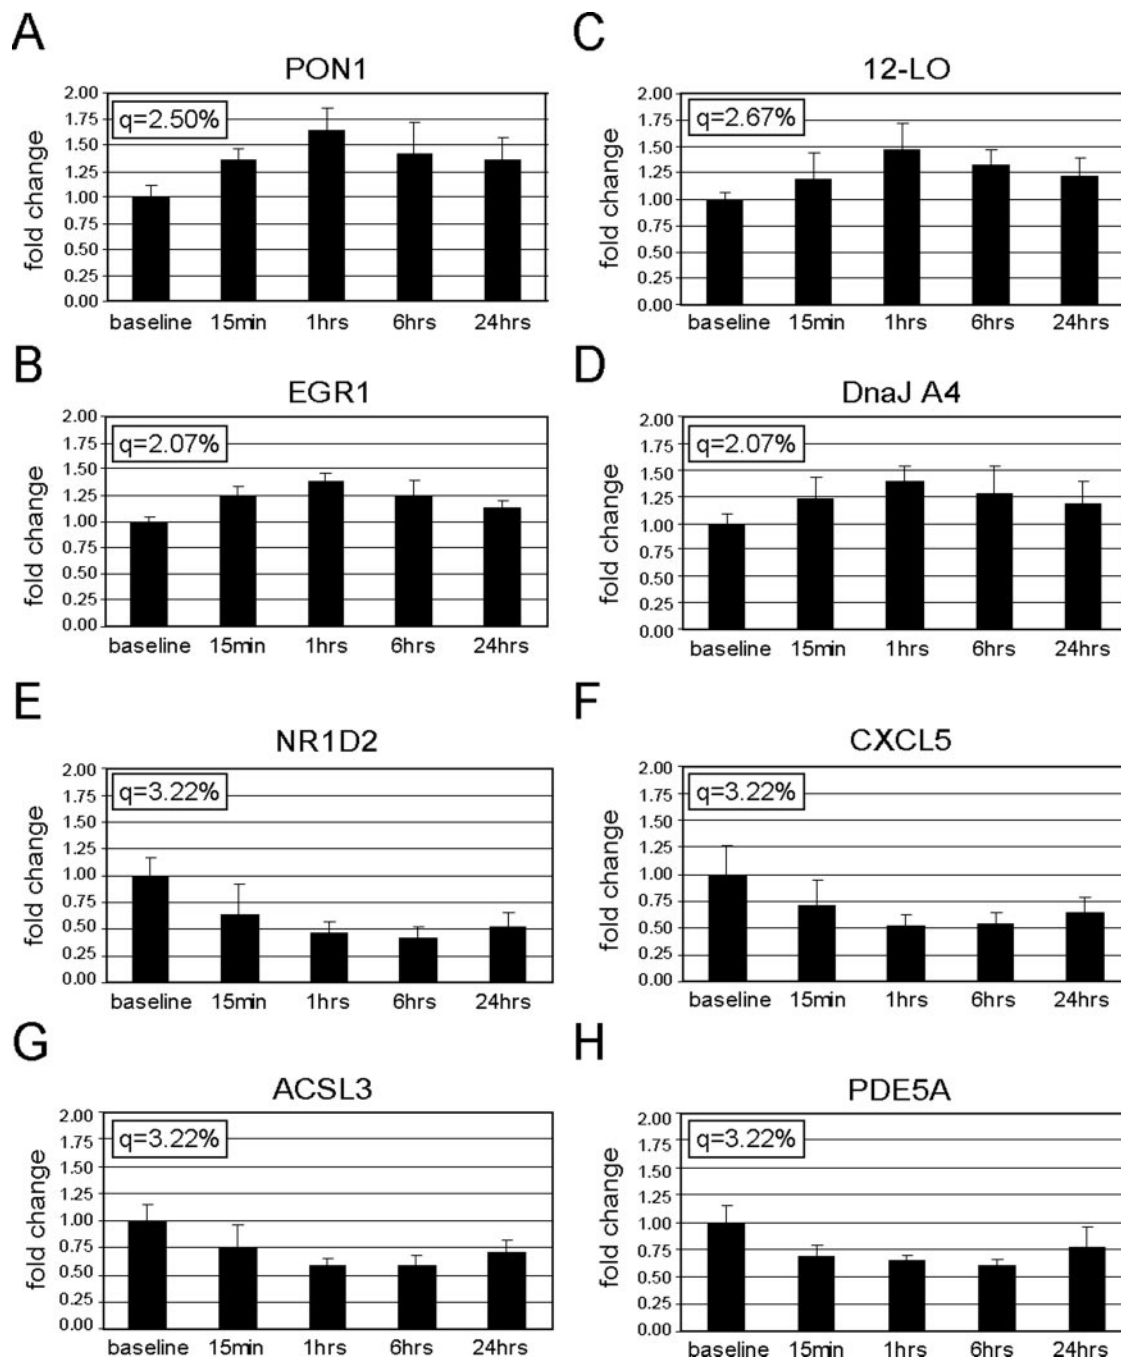 A
PON1
q=2.50%
fold change
2.00
1.75
1.50
1.25
1.00
0.75
0.50
0.25
0.00
baseline 15min 1hrs 6hrs 24hrs
C
12-LO
q=2.67%
fold change
2.00
1.75
1.50
1.25
1.00
0.75
0.50
0.25
0.00
baseline 15min 1hrs 6hrs 24hrs
B
EGR1
q=2.07%
fold change
2.00
1.75
1.50
1.25
1.00
0.75
0.50
0.25
0.00
baseline 15min 1hrs 6hrs 24hrs
D
DnaJ A4
q=2.07%
fold change
2.00
1.75
1.50
1.25
1.00
0.75
0.50
0.25
0.00
baseline 15min 1hrs 6hrs 24hrs
E
NR1D2
q=3.22%
fold change
2.00
1.75
1.50
1.25
1.00
0.75
0.50
0.25
0.00
baseline 15min 1hrs 6hrs 24hrs
F
CXCL5
q=3.22%
fold change
2.00
1.75
1.50
1.25
1.00
0.75
0.50
0.25
0.00
baseline 15min 1hrs 6hrs 24hrs
G
ACSL3
q=3.22%
fold change
2.00
1.75
1.50
1.25
1.00
0.75
0.50
0.25
0.00
baseline 15min 1hrs 6hrs 24hrs
H
PDE5A
q=3.22%
fold change
2.00
1.75
1.50
1.25
1.00
0.75
0.50
0.25
0.00
baseline 15min 1hrs 6hrs 24hrs